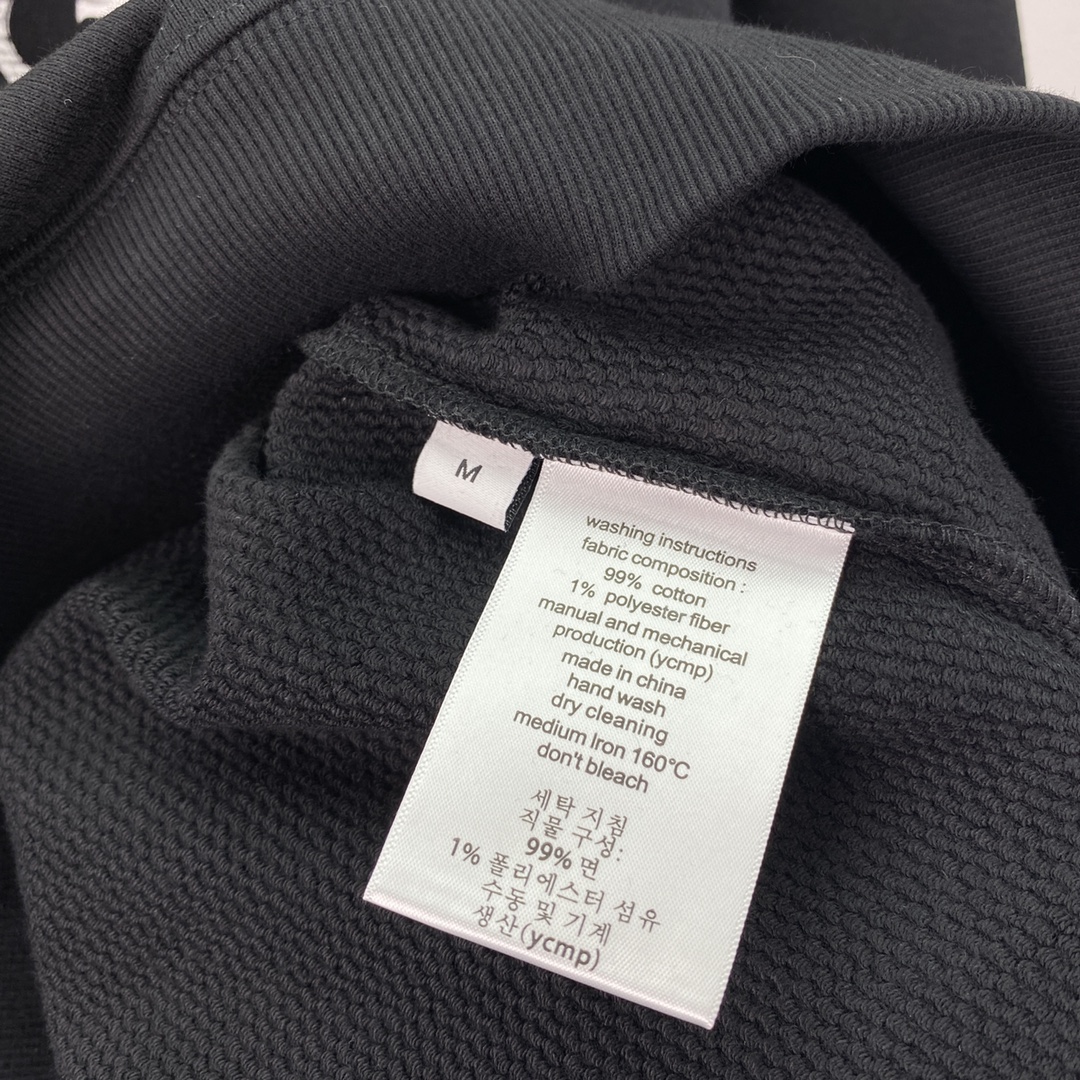 M
washing instructions
fabric composition :
99% cotton
1% polyester fiber
manual and mechanical
production (ycmp)
made in china
hand wash
dry cleaning
medium Iron 160°C
don't bleach
세탁 지침
직물 구성:
99% 면
1% 폴리에스터 섬유
수동 및 기계
생산(ycmp)